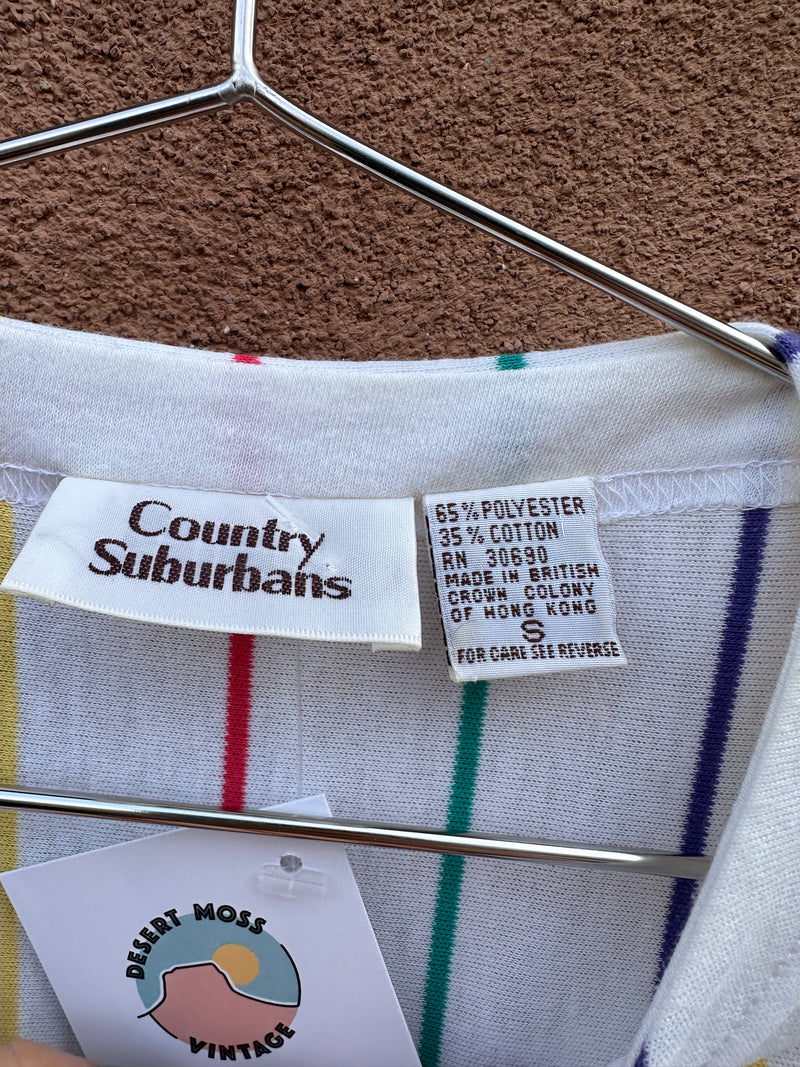 Country
Suburbans
65% POLYESTER
35% COTTON
RN 30690
MADE IN BRITISH
CROWN COLONY
OF HONG KONG
S
FOR CARE SEE REVERSE
DESERT MOSS
VINTAGE